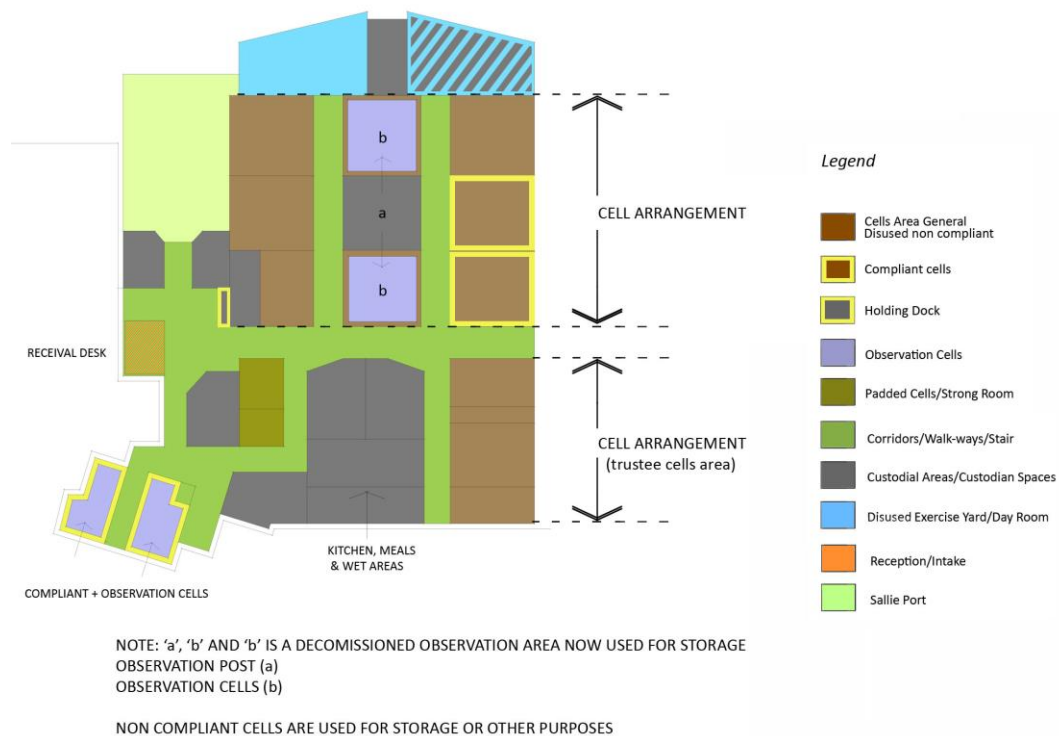 b
a
b
CELL ARRANGEMENT
RECEIVAL DESK
CELL ARRANGEMENT
(trustee cells area)
KITCHEN, MEALS
& WET AREAS
COMPLIANT + OBSERVATION CELLS
Legend
Cells Area General
Disused non compliant
Compliant cells
Holding Dock
Observation Cells
Padded Cells/Strong Room
Corridors/Walk-ways/Stair
Custodial Areas/Custodian Spaces
Disused Exercise Yard/Day Room
Reception/Intake
Sallie Port
NOTE: ‘a’, ‘b’ AND ‘b’ IS A DECOMISSIONED OBSERVATION AREA NOW USED FOR STORAGE
OBSERVATION POST (a)
OBSERVATION CELLS (b)
NON COMPLIANT CELLS ARE USED FOR STORAGE OR OTHER PURPOSES